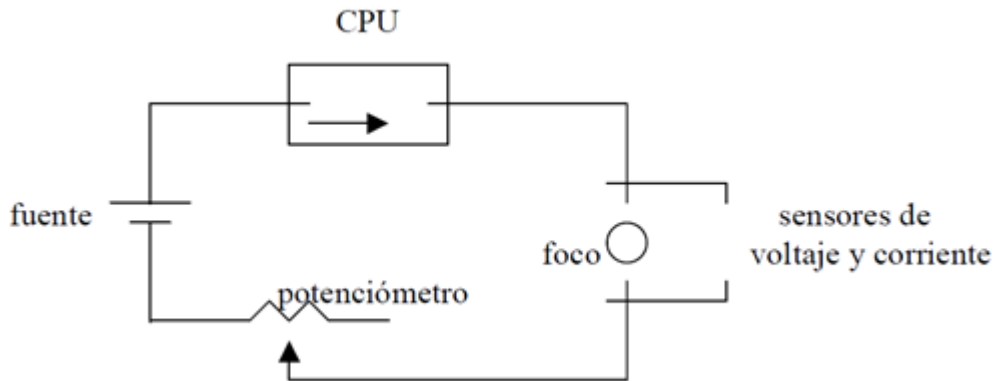 CPU
fuente
foco
sensores de
voltaje y corriente
potenciómetro